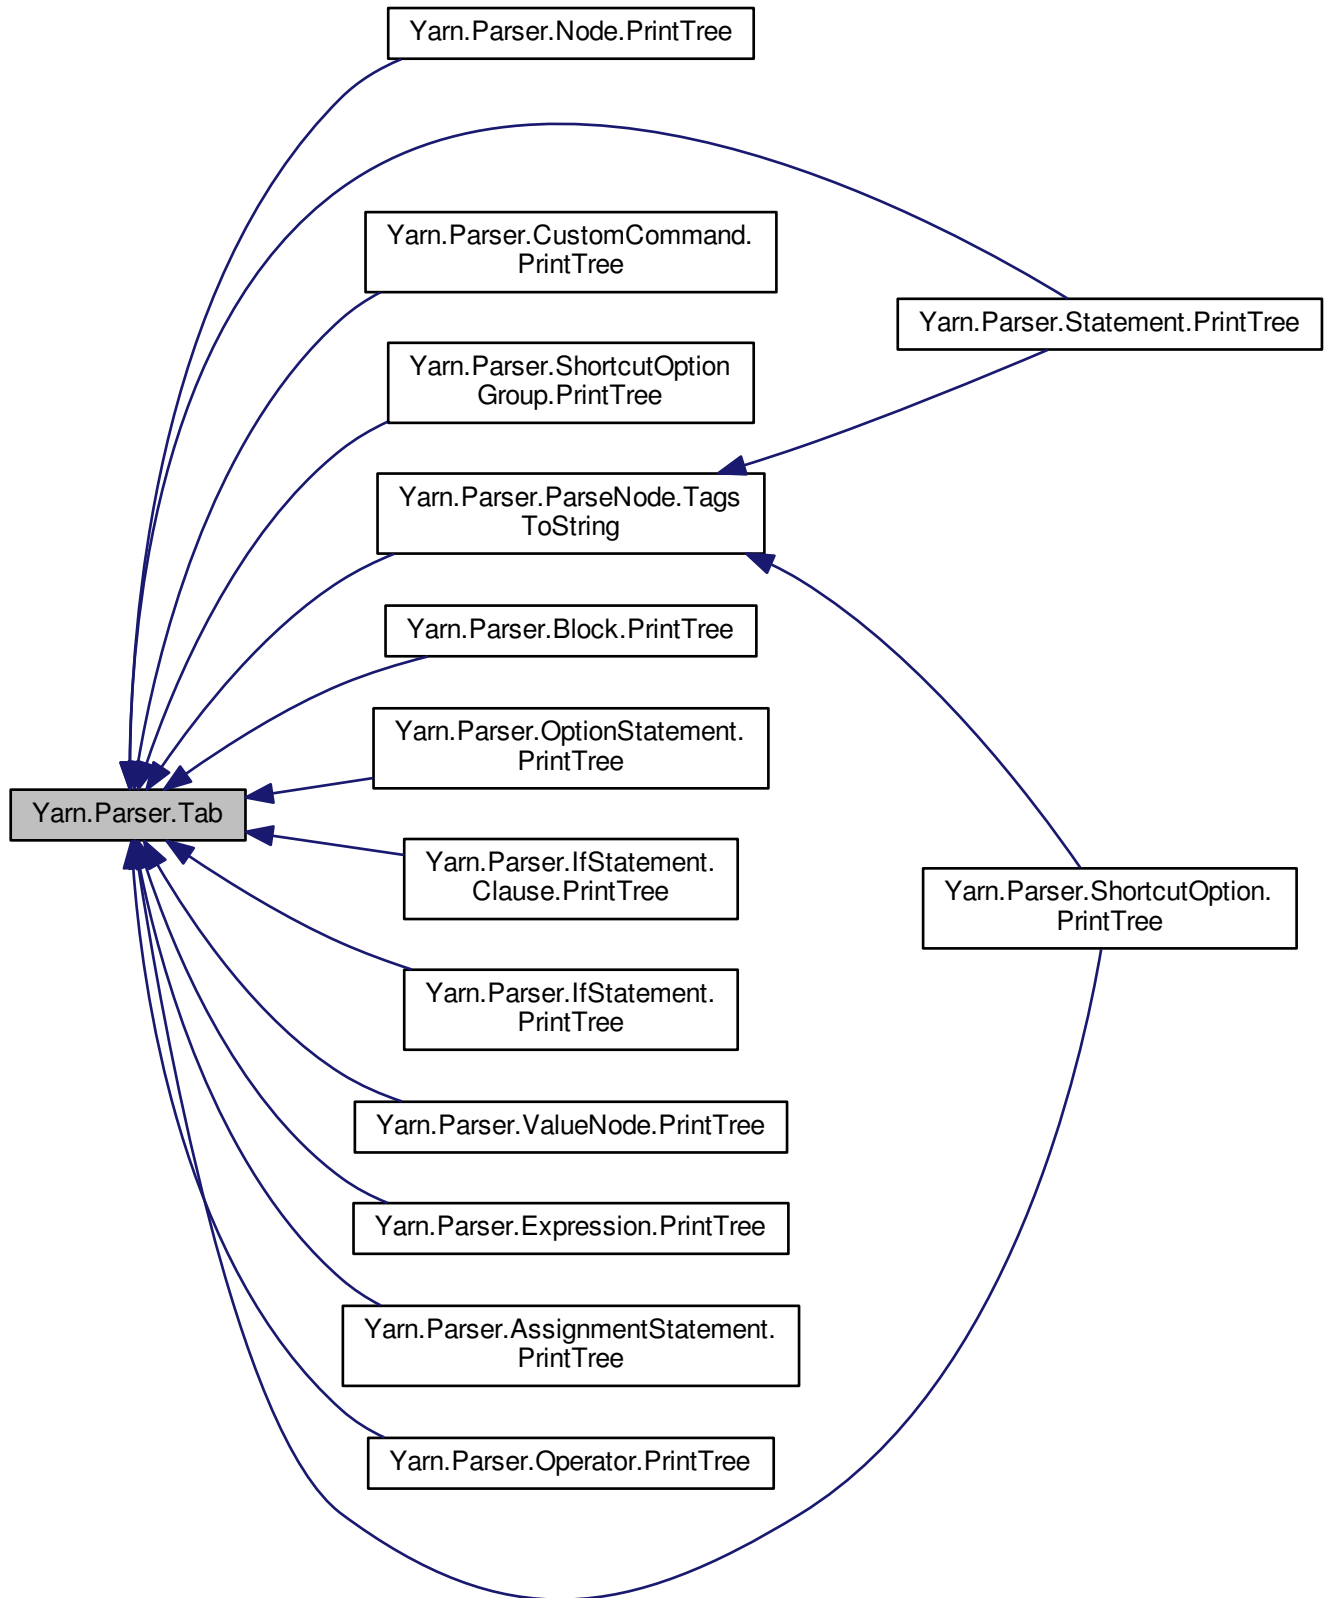 Yarn.Parser.Node.PrintTree
Yarn.Parser.CustomCommand.
PrintTree
Yarn.Parser.Statement.PrintTree
Yarn.Parser.ShortcutOption
Group.PrintTree
Yarn.Parser.ParseNode.Tags
ToString
Yarn.Parser.Block.PrintTree
Yarn.Parser.OptionStatement.
PrintTree
Yarn.Parser.Tab
Yarn.Parser.IfStatement.
Clause.PrintTree
Yarn.Parser.ShortcutOption.
PrintTree
Yarn.Parser.IfStatement.
PrintTree
Yarn.Parser.ValueNode.PrintTree
Yarn.Parser.Expression.PrintTree
Yarn.Parser.AssignmentStatement.
PrintTree
Yarn.Parser.Operator.PrintTree